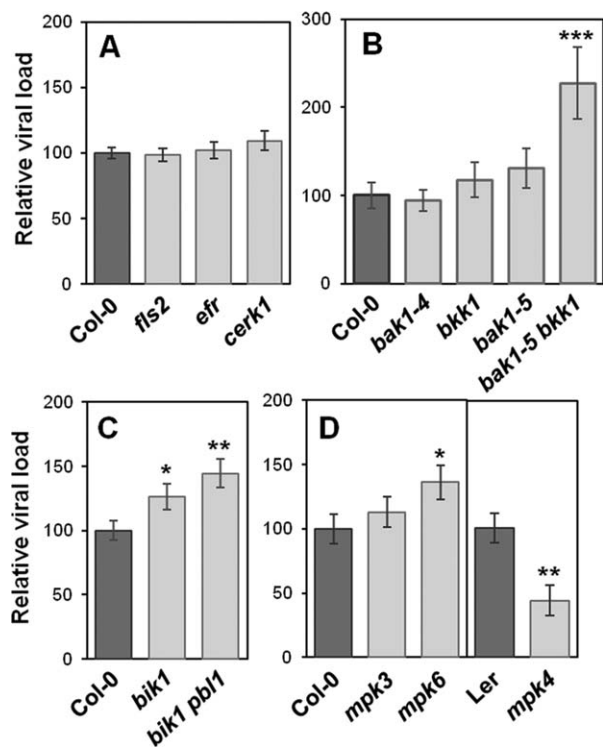 A
Relative viral load
200
150
100
50
0
Col-0
fls2
efr
cerk1
B
300
***
200
100
0
Col-0
bak1-4
bkk1
bak1-5
bak1-5 bkk1
C
Relative viral load
200
150
100
50
0
*
**
Col-0
bik1
bik1 pbl1
D
200
150
100
50
0
*
**
Col-0
mpk3
mpk6
Ler
mpk4